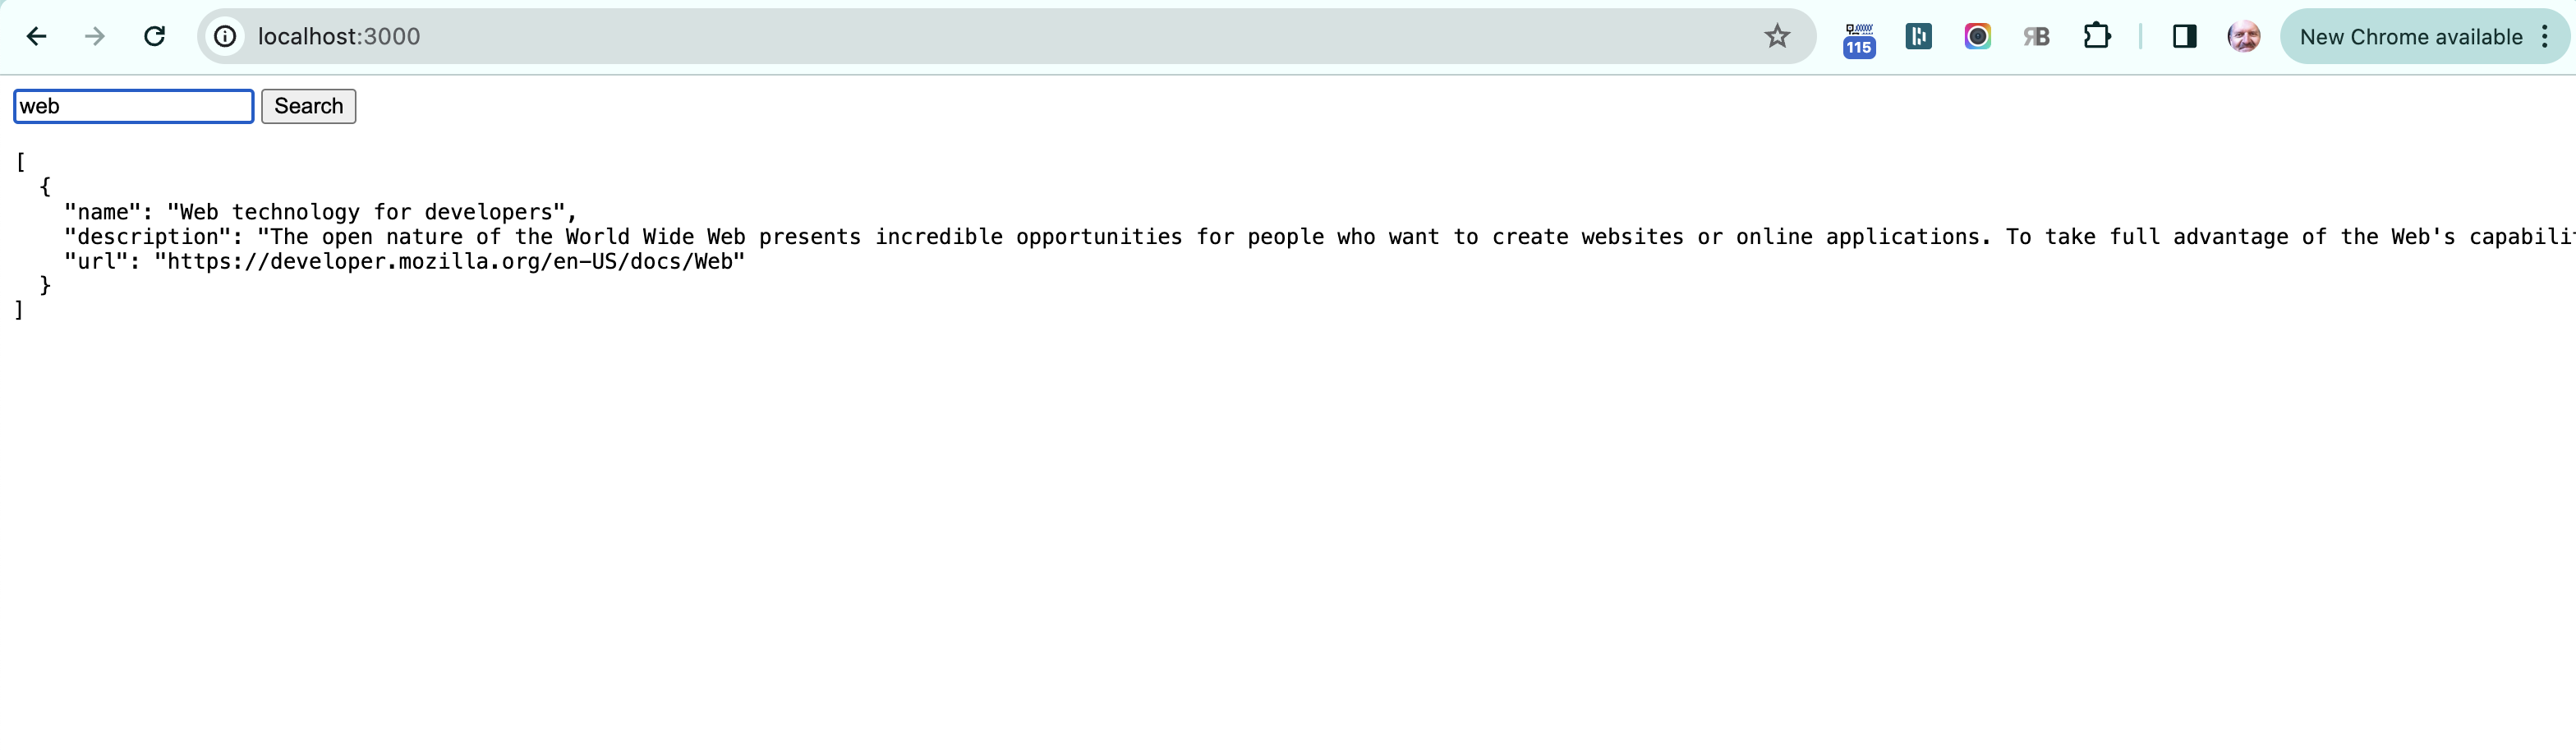 localhost:3000
115
ЯB
New Chrome available
web Search
[
{
"name": "Web technology for developers",
"description": "The open nature of the World Wide Web presents incredible opportunities for people who want to create websites or online applications. To take full advantage of the Web's
"url": "https://developer.mozilla.org/en-US/docs/Web"
}
]